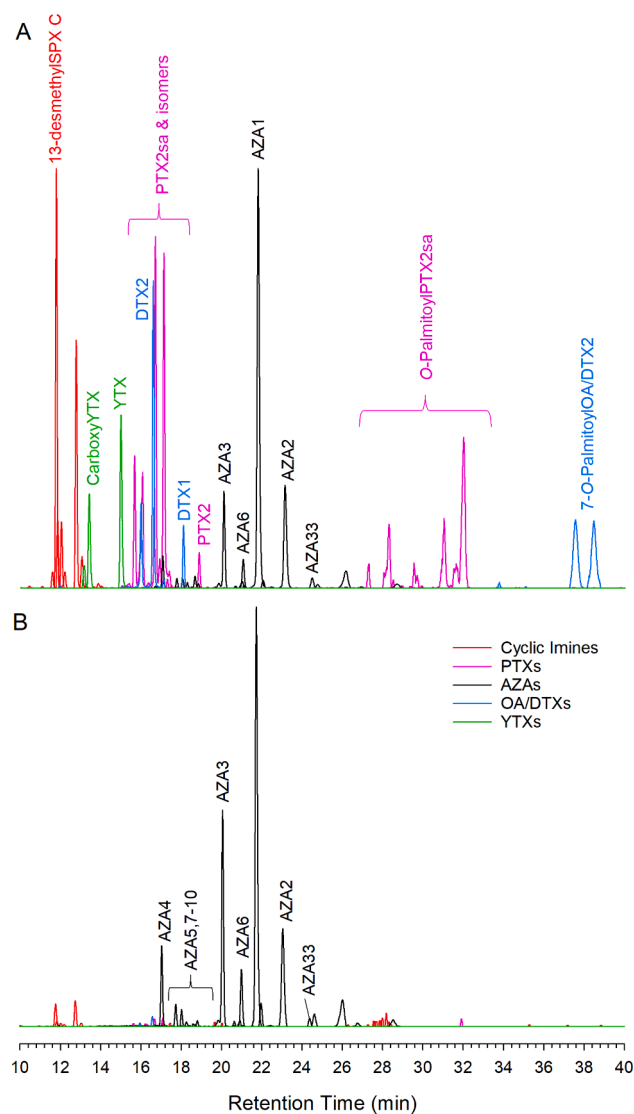 A
13-desmethylSPX C
CarboxyYTX
YTX
DTX2
PTX2sa & isomers
DTX1
PTX2
AZA3
AZA6
AZA1
AZA2
AZA33
O-PalmitoylPTX2sa
7-O-PalmitoylOA/DTX2
B
Cyclic Imines
PTXs
AZAs
OA/DTXs
YTXs
AZA4
AZA5,7-10
AZA3
AZA6
AZA2
AZA33
10 12 14 16 18 20 22 24 26 28 30 32 34 36 38 40
Retention Time (min)